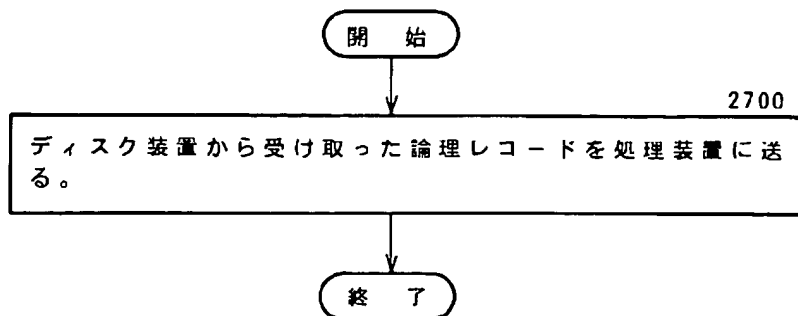 開 始
2700
ディスク装置から受け取った論理レコードを処理装置に送
る。
終 了